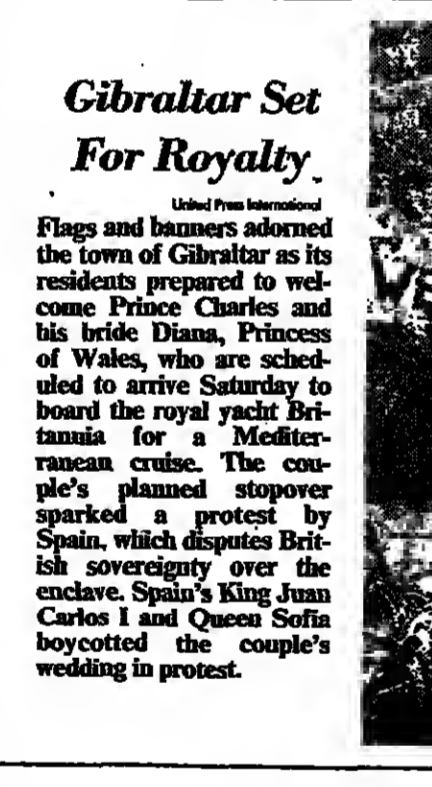 Gibraltar Set
For Royalty
United Press International
Flags and banners adorned
the town of Gibraltar as its
residents prepared to wel-
come Prince Charles and
his bride Diana, Princess
of Wales, who are sched-
uled to arrive Saturday to
board the royal yacht Bri-
tannia for a Mediter-
ranean cruise. The cou-
ple's planned stopover
sparked a protest by
Spain, which disputes Brit-
ish sovereignty over the
enclave. Spain's King Juan
Carlos I and Queen Sofia
boycotted the couple's
wedding in protest.